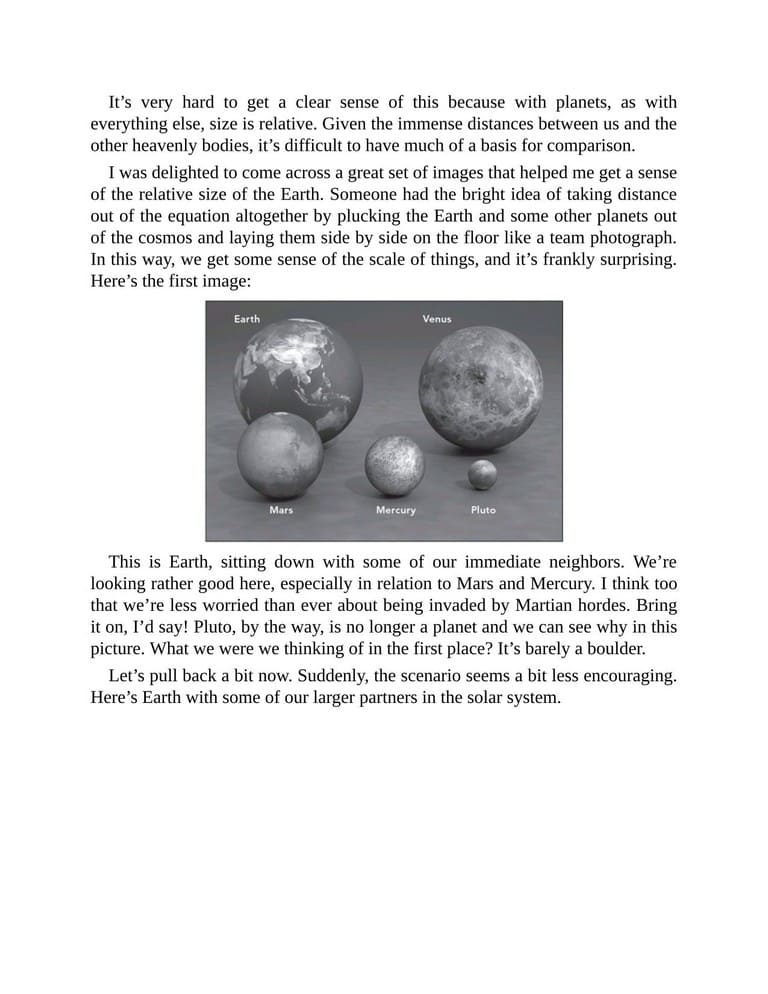 It’s very hard to get a clear sense of this because with planets, as with
everything else, size is relative. Given the immense distances between us and the
other heavenly bodies, it’s difficult to have much of a basis for comparison.
I was delighted to come across a great set of images that helped me get a sense
of the relative size of the Earth. Someone had the bright idea of taking distance
out of the equation altogether by plucking the Earth and some other planets out
of the cosmos and laying them side by side on the floor like a team photograph.
In this way, we get some sense of the scale of things, and it’s frankly surprising.
Here’s the first image:
Earth Venus
Mars Mercury Pluto
This is Earth, sitting down with some of our immediate neighbors. We’re
looking rather good here, especially in relation to Mars and Mercury. I think too
that we’re less worried than ever about being invaded by Martian hordes. Bring
it on, I’d say! Pluto, by the way, is no longer a planet and we can see why in this
picture. What we were we thinking of in the first place? It’s barely a boulder.
Let’s pull back a bit now. Suddenly, the scenario seems a bit less encouraging.
Here’s Earth with some of our larger partners in the solar system.